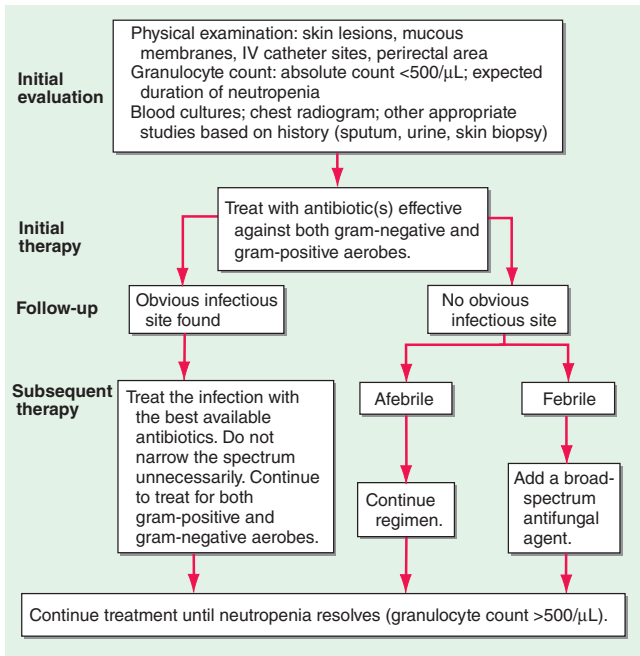 Initial
evaluation
Physical examination: skin lesions, mucous
membranes, IV catheter sites, perirectal area
Granulocyte count: absolute count <500/μL; expected
duration of neutropenia
Blood cultures; chest radiogram; other appropriate
studies based on history (sputum, urine, skin biopsy)
Initial
therapy
Treat with antibiotic(s) effective
against both gram-negative and
gram-positive aerobes.
Follow-up
Obvious infectious
site found
No obvious
infectious site
Subsequent
therapy
Treat the infection with
the best available
antibiotics. Do not
narrow the spectrum
unnecessarily. Continue
to treat for both
gram-positive and
gram-negative aerobes.
Afebrile
Febrile
Continue
regimen.
Add a broad-
spectrum
antifungal
agent.
Continue treatment until neutropenia resolves (granulocyte count >500/μL).